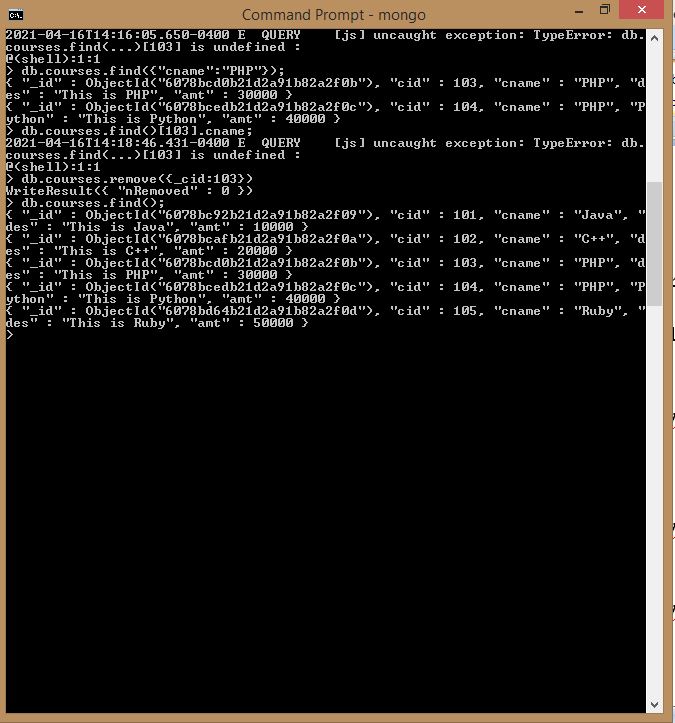 Command Prompt - mongo
2021-04-16T14:16:05.650-0400 E  QUERY    [js] uncaught exception: TypeError: db.
courses.find(...)[103] is undefined :
@(shell):1:1
> db.courses.find({"cname":"PHP"});
{ "_id" : ObjectId("6078bcd0b21d2a91b82a2f0b"), "cid" : 103, "cname" : "PHP", "d
es" : "This is PHP", "amt" : 30000 }
{ "_id" : ObjectId("6078bcedb21d2a91b82a2f0c"), "cid" : 104, "cname" : "PHP", "P
ython" : "This is Python", "amt" : 40000 }
> db.courses.find()[103].cname;
2021-04-16T14:18:46.431-0400 E  QUERY    [js] uncaught exception: TypeError: db.
courses.find(...)[103] is undefined :
@(shell):1:1
> db.courses.remove({_cid:103})
WriteResult({ "nRemoved" : 0 })
> db.courses.find();
{ "_id" : ObjectId("6078bc92b21d2a91b82a2f09"), "cid" : 101, "cname" : "Java", "
des" : "This is Java", "amt" : 10000 }
{ "_id" : ObjectId("6078bcafb21d2a91b82a2f0a"), "cid" : 102, "cname" : "C++", "d
es" : "This is C++", "amt" : 20000 }
{ "_id" : ObjectId("6078bcd0b21d2a91b82a2f0b"), "cid" : 103, "cname" : "PHP", "d
es" : "This is PHP", "amt" : 30000 }
{ "_id" : ObjectId("6078bcedb21d2a91b82a2f0c"), "cid" : 104, "cname" : "PHP", "P
ython" : "This is Python", "amt" : 40000 }
{ "_id" : ObjectId("6078bd64b21d2a91b82a2f0d"), "cid" : 105, "cname" : "Ruby", "
des" : "This is Ruby", "amt" : 50000 }
>